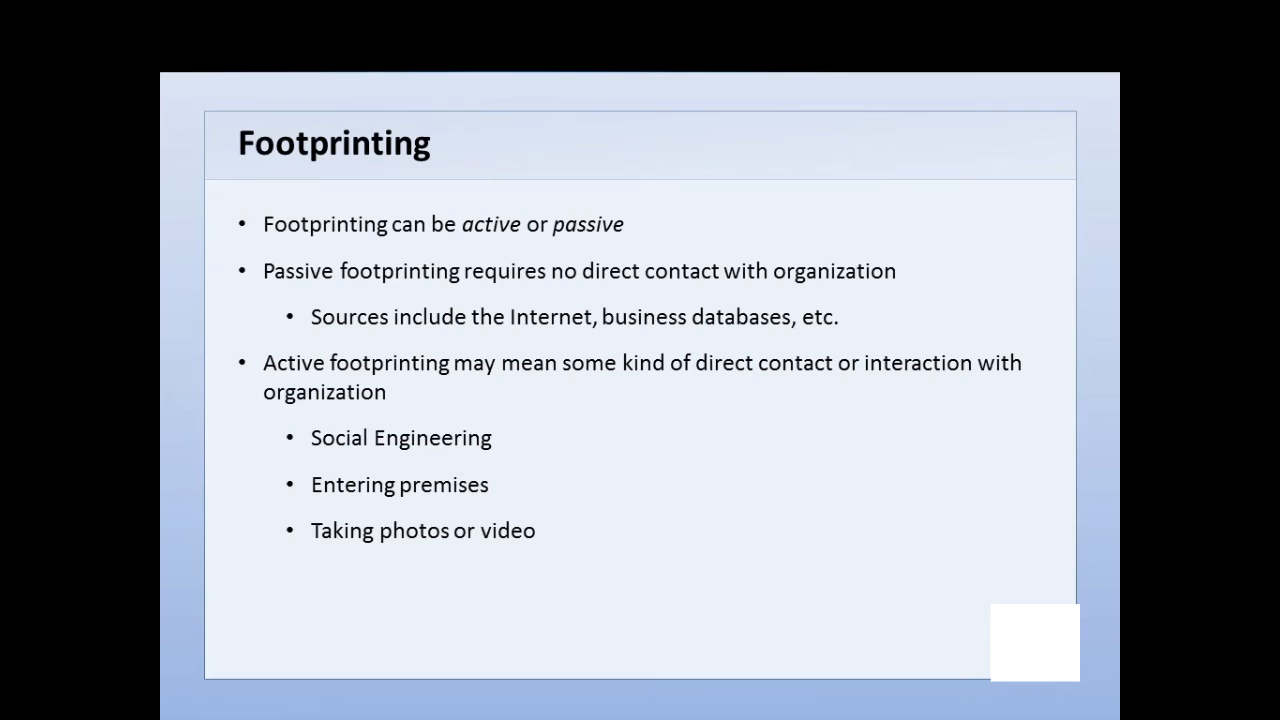 Footprinting
• Footprinting can be active or passive
• Passive footprinting requires no direct contact with organization
• Sources include the Internet, business databases, etc.
• Active footprinting may mean some kind of direct contact or interaction with
organization
• Social Engineering
• Entering premises
• Taking photos or video